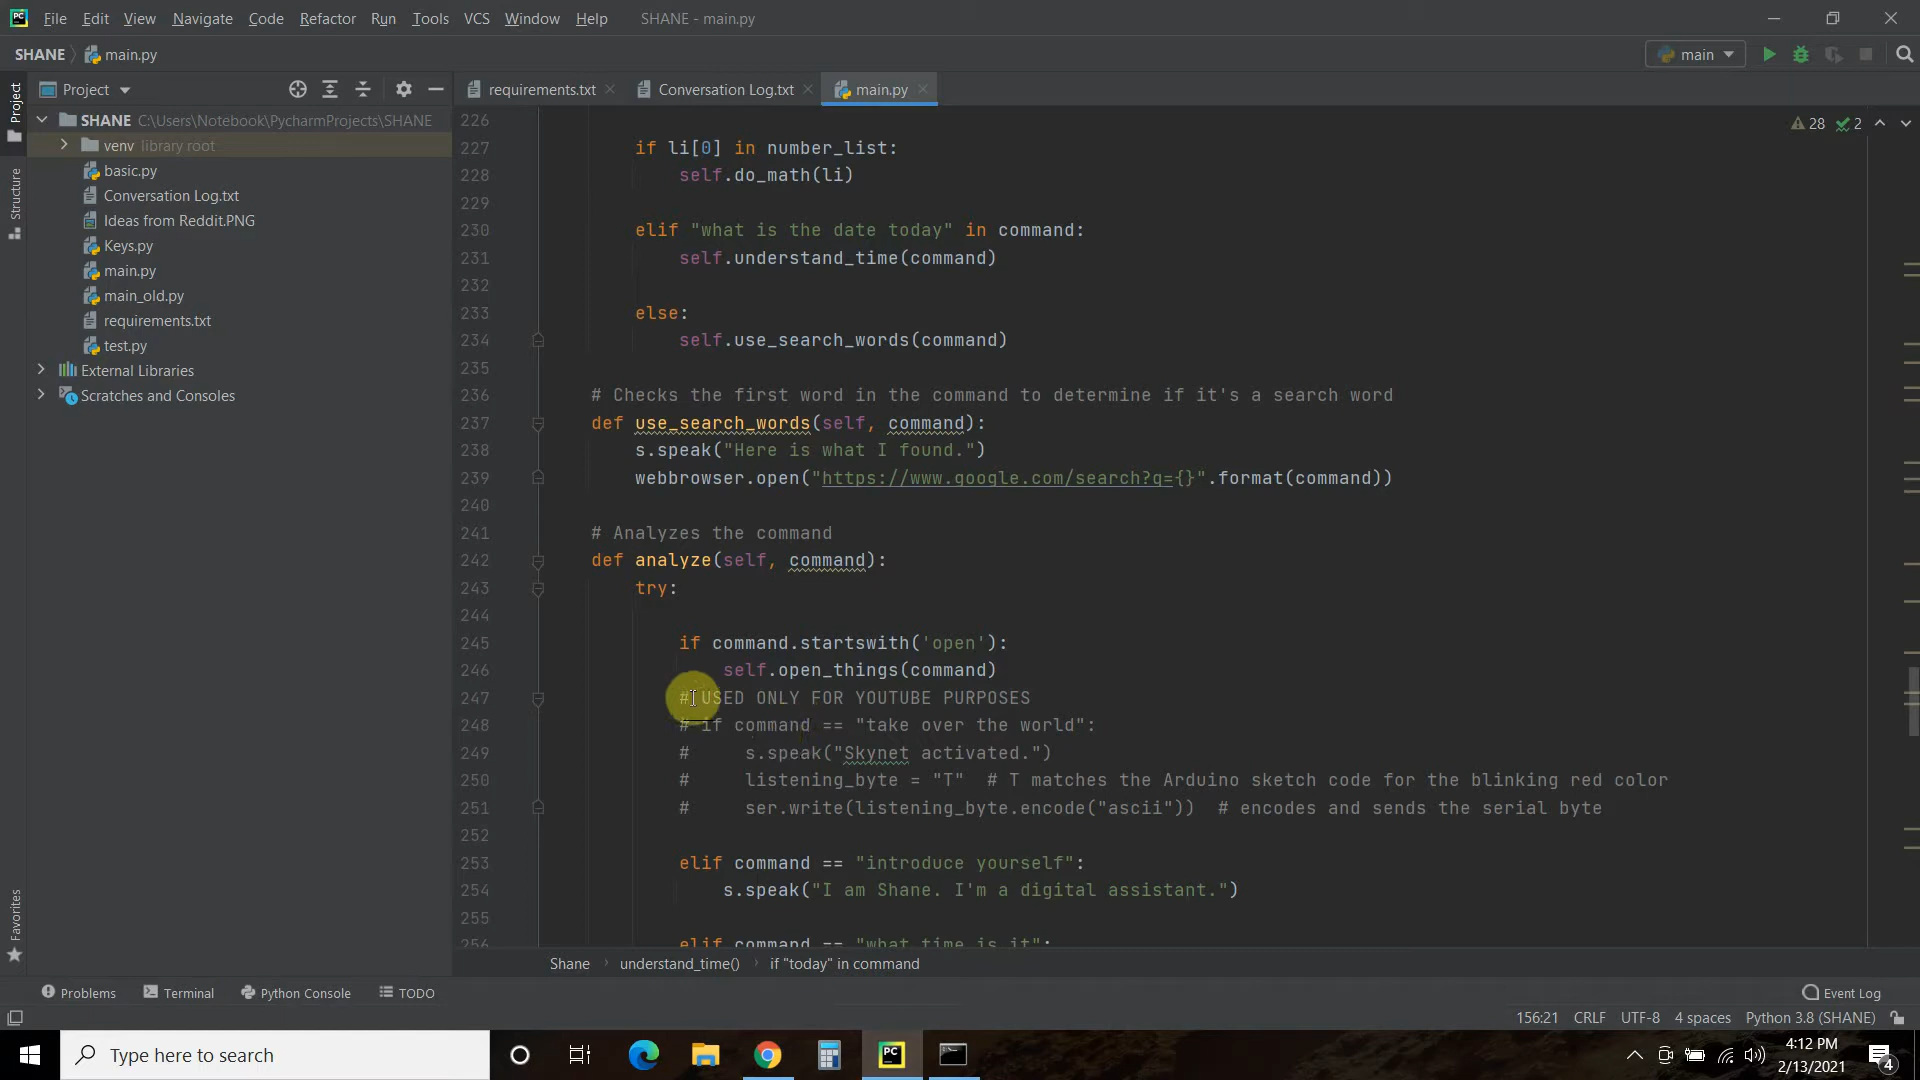 File Edit View Navigate Code Refactor Run Tools VCS Window Help SHANE - main.py
SHANE main.py main
Project requirements.txt Conversation Log.txt main.py
Project
Structure
Favorites
SHANE C:\Users\Notebook\PycharmProjects\SHANE
venv library root
basic.py
Conversation Log.txt
Ideas from Reddit.PNG
Keys.py
main.py
main_old.py
requirements.txt
test.py
External Libraries
Scratches and Consoles
28 2
226
227 if li[0] in number_list:
228 self.do_math(li)
229
230 elif "what is the date today" in command:
231 self.understand_time(command)
232
233 else:
234 self.use_search_words(command)
235
236 # Checks the first word in the command to determine if it's a search word
237 def use_search_words(self, command):
238 s.speak("Here is what I found.")
239 webbrowser.open("https://www.google.com/search?q={}".format(command))
240
241 # Analyzes the command
242 def analyze(self, command):
243 try:
244
245 if command.startswith('open'):
246 self.open_things(command)
247 # USED ONLY FOR YOUTUBE PURPOSES
248 # if command == "take over the world":
249 # s.speak("Skynet activated.")
250 # listening_byte = "T" # T matches the Arduino sketch code for the blinking red color
251 # ser.write(listening_byte.encode("ascii")) # encodes and sends the serial byte
252
253 elif command == "introduce yourself":
254 s.speak("I am Shane. I'm a digital assistant.")
255
256 elif command == "what time is it":
Shane understand_time() if "today" in command
Problems Terminal Python Console TODO Event Log
156:21 CRLF UTF-8 4 spaces Python 3.8 (SHANE)
Type here to search
PC
4:12 PM
2/13/2021
4